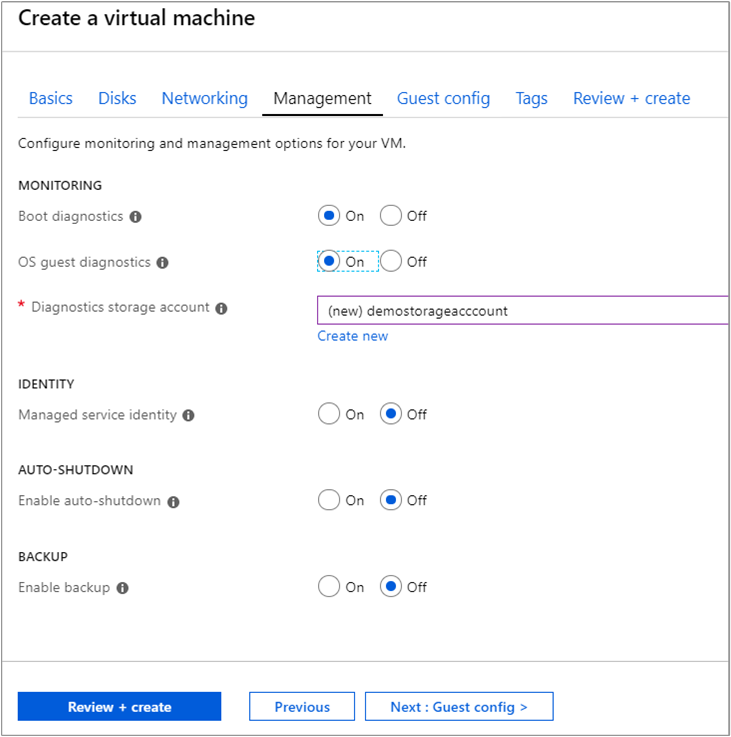 Create a virtual machine
Basics Disks Networking Management Guest config Tags Review + create
Configure monitoring and management options for your VM.
MONITORING
Boot diagnostics On Off
OS guest diagnostics On Off
* Diagnostics storage account (new) demostorageacccount
Create new
IDENTITY
Managed service identity On Off
AUTO-SHUTDOWN
Enable auto-shutdown On Off
BACKUP
Enable backup On Off
Review + create Previous Next : Guest config >